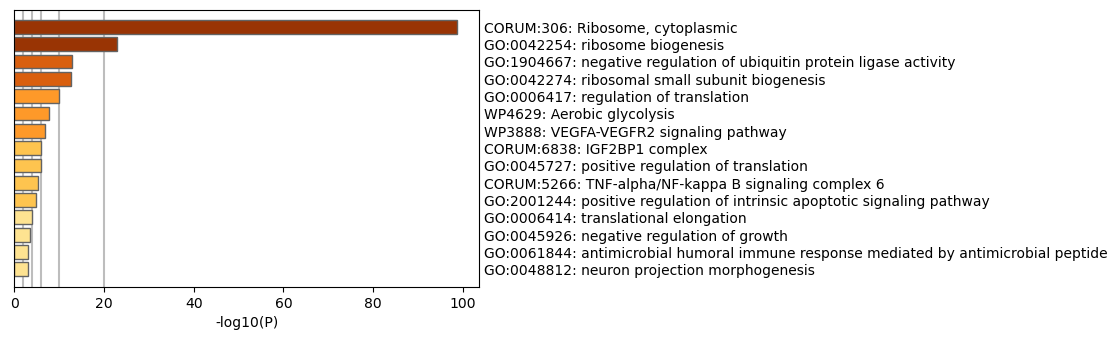 CORUM:306: Ribosome, cytoplasmic
GO:0042254: ribosome biogenesis
GO:1904667: negative regulation of ubiquitin protein ligase activity
GO:0042274: ribosomal small subunit biogenesis
GO:0006417: regulation of translation
WP4629: Aerobic glycolysis
WP3888: VEGFA-VEGFR2 signaling pathway
CORUM:6838: IGF2BP1 complex
GO:0045727: positive regulation of translation
CORUM:5266: TNF-alpha/NF-kappa B signaling complex 6
GO:2001244: positive regulation of intrinsic apoptotic signaling pathway
GO:0006414: translational elongation
GO:0045926: negative regulation of growth
GO:0061844: antimicrobial humoral immune response mediated by antimicrobial peptide
GO:0048812: neuron projection morphogenesis
0 20 40 60 80 100
-log10(P)